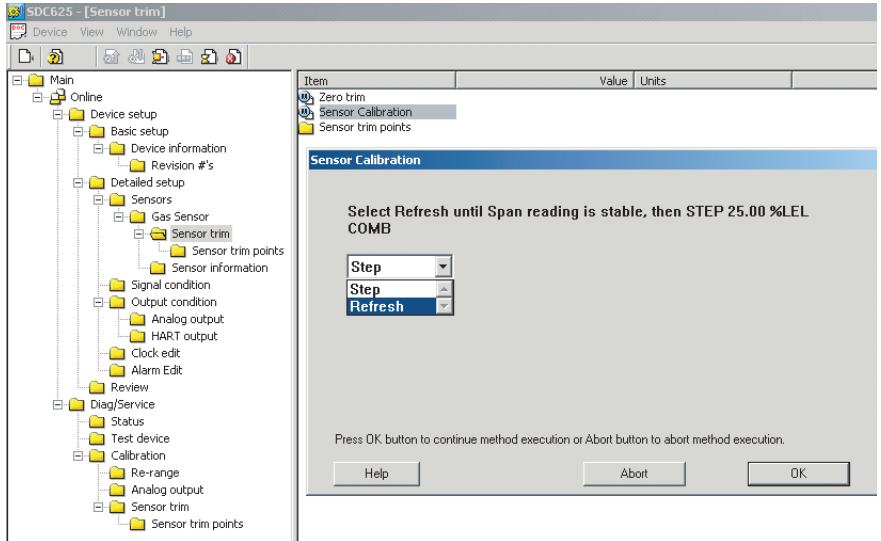 SDC625 - [Sensor trim]
DOC
Device View Window Help
Main
Online
Device setup
Basic setup
Device information
Revision #'s
Detailed setup
Sensors
Gas Sensor
Sensor trim
Sensor trim points
Sensor information
Signal condition
Output condition
Analog output
HART output
Clock edit
Alarm Edit
Review
Diag/Service
Status
Test device
Calibration
Re-range
Analog output
Sensor trim
Sensor trim points
Item Value Units
Zero trim
Sensor Calibration
Sensor trim points
Sensor Calibration
Select Refresh until Span reading is stable, then STEP 25.00 %LEL
COMB
Step
Step
Refresh
Press OK button to continue method execution or Abort button to abort method execution.
Help Abort OK